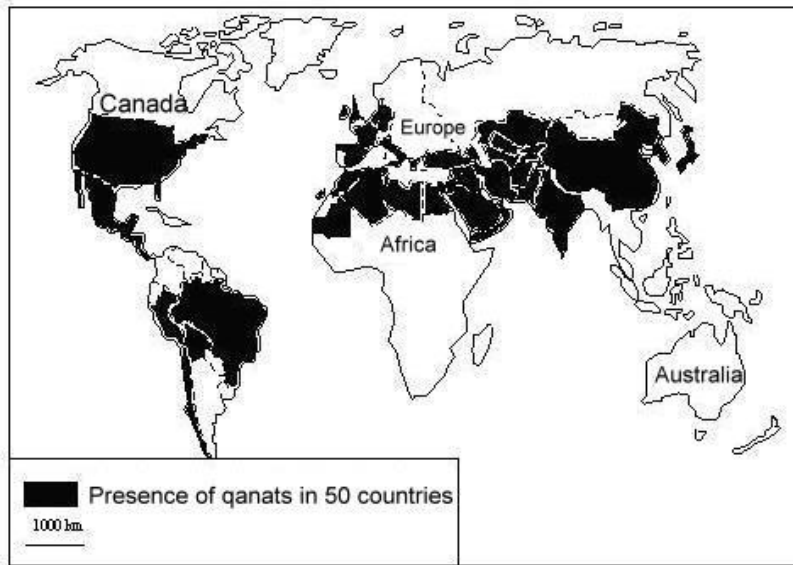 Canada
Europe
Africa
Australia
Presence of qanats in 50 countries
1000 km